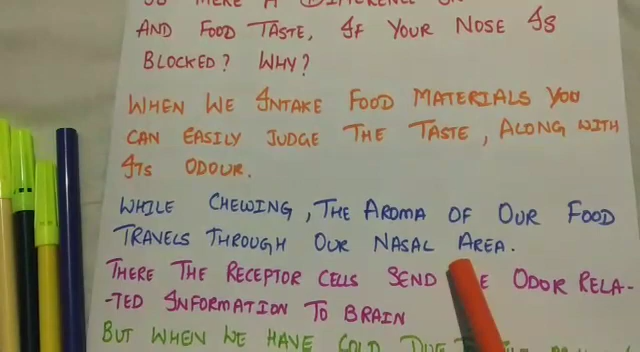 A DIFFERENCE
AND FOOD TASTE, IF YOUR NOSE IS
BLOCKED? WHY?
WHEN WE INTAKE FOOD MATERIALS YOU
CAN EASILY JUDGE THE TASTE, ALONG WITH
ITS ODOUR.
WHILE CHEWING, THE AROMA OF OUR FOOD
TRAVELS THROUGH OUR NASAL AREA.
THERE THE RECEPTOR CELLS SEND ODOR RELA-
-TED INFORMATION TO BRAIN
BUT WHEN WE HAVE COLD